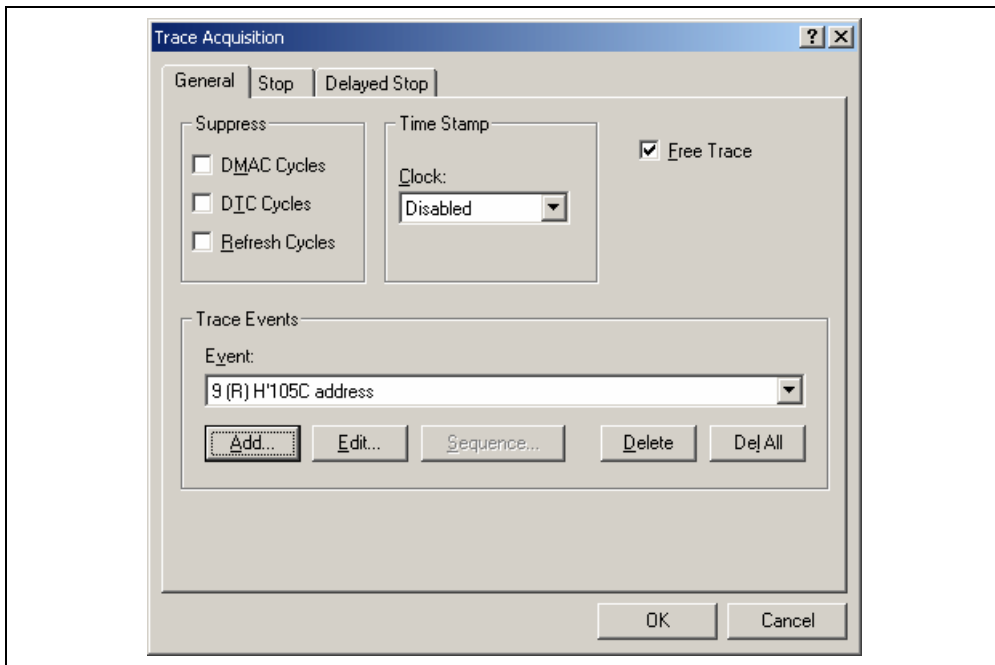 Trace Acquisition
General Stop Delayed Stop
Suppress
DMAC Cycles
DTC Cycles
Refresh Cycles
Time Stamp
Clock:
Disabled
Free Trace
Trace Events
Event:
9 (R) H'105C address
Add... Edit... Sequence... Delete Del All
OK Cancel